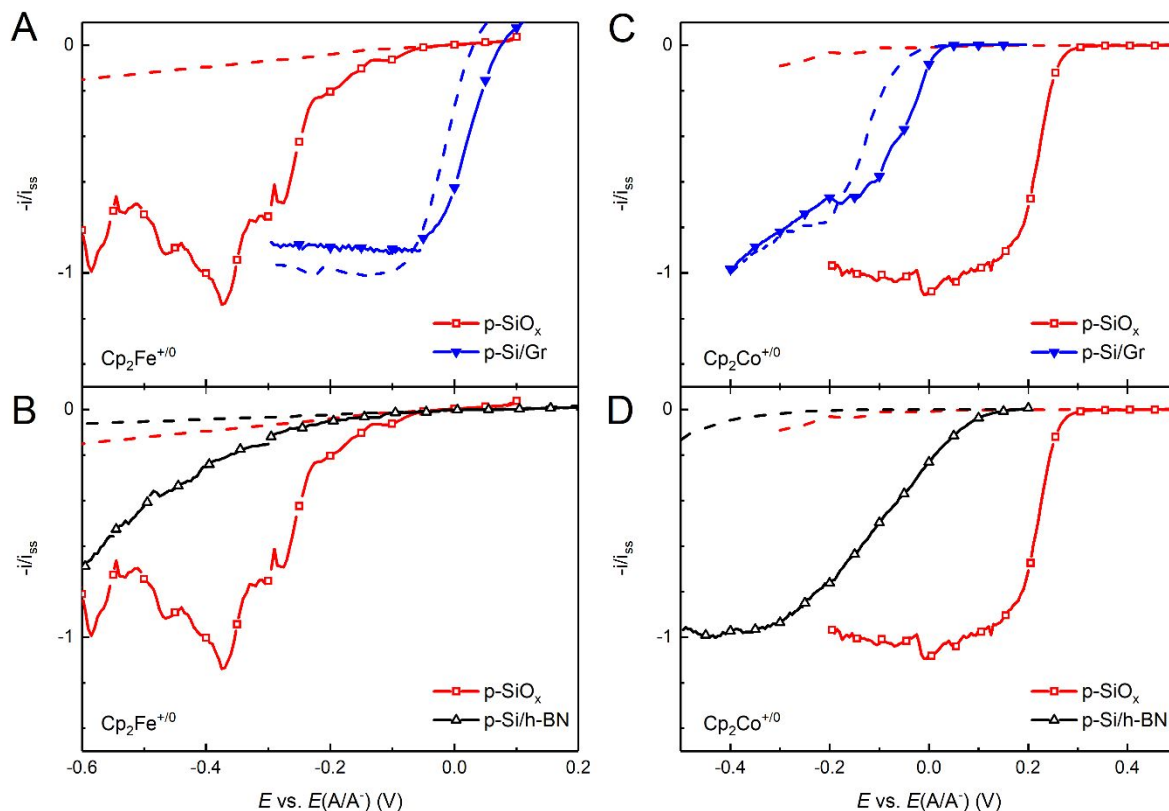 A
0
-1
-i/i_ss
p-SiO_x
p-Si/Gr
Cp₂Fe^+/0
C
0
-1
-i/i_ss
p-SiO_x
p-Si/Gr
Cp₂Co^+/0
B
0
-1
-i/i_ss
p-SiO_x
p-Si/h-BN
Cp₂Fe^+/0
-0.6 -0.4 -0.2 0.0 0.2
E vs. E(A/A⁻) (V)
D
0
-1
-i/i_ss
p-SiO_x
p-Si/h-BN
Cp₂Co^+/0
-0.4 -0.2 0.0 0.2 0.4
E vs. E(A/A⁻) (V)